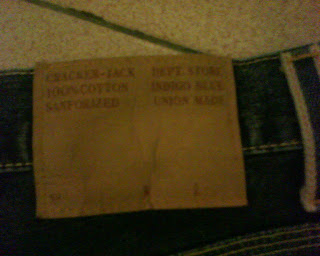 CRACKER-JACK DEPT. STORE
100%COTTON INDIGO BLUE
SANFORIZED UNION MADE